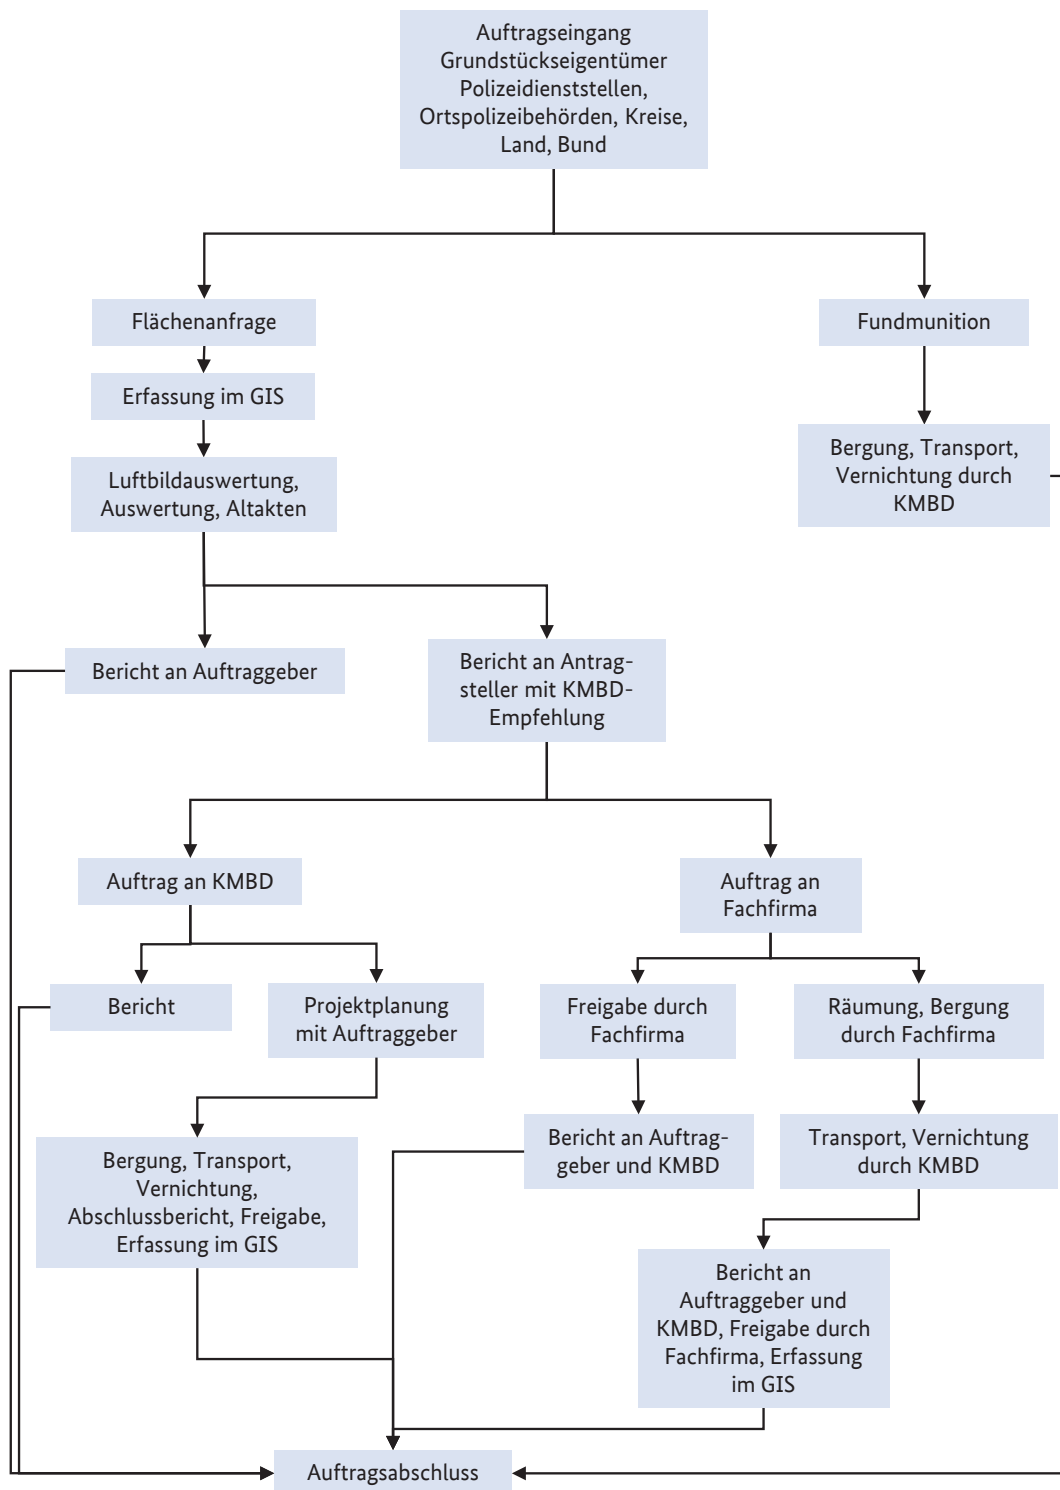 Auftragseingang
Grundstückseigentümer
Polizeidienststellen,
Ortspolizeibehörden, Kreise,
Land, Bund
Flächenanfrage
Fundmunition
Erfassung im GIS
Bergung, Transport,
Vernichtung durch
KMBD
Luftbildauswertung,
Auswertung, Altakten
Bericht an Auftraggeber
Bericht an Antrag-
steller mit KMBD-
Empfehlung
Auftrag an KMBD
Auftrag an
Fachfirma
Bericht
Projektplanung
mit Auftraggeber
Freigabe durch
Fachfirma
Räumung, Bergung
durch Fachfirma
Bergung, Transport,
Vernichtung,
Abschlussbericht, Freigabe,
Erfassung im GIS
Bericht an Auftrag-
geber und KMBD
Transport, Vernichtung
durch KMBD
Bericht an
Auftraggeber und
KMBD, Freigabe durch
Fachfirma, Erfassung
im GIS
Auftragsabschluss